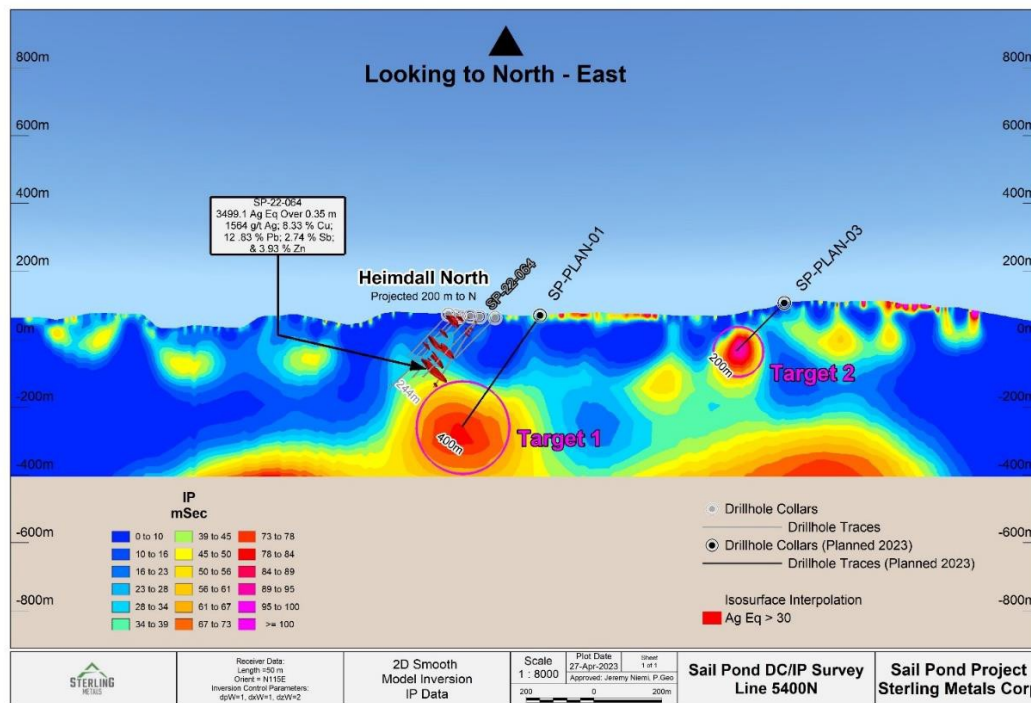 800m
800m
Looking to North - East
600m
600m
400m
400m
SP-22-064
3499.1 Ag Eq Over 0.35 m
1564 g/t Ag; 8.33 % Cu;
12 .83 % Pb; 2.74 % Sb;
& 3.93 % Zn
SP-PLAN-01
SP-PLAN-03
200m
200m
Heimdall North
Projected 200 m to N
SP-22-064
0m
0m
200m
Target 2
244m
-200m
-200m
Target 1
400m
-400m
-400m
IP
mSec
0 to 10
39 to 45
73 to 78
10 to 16
45 to 50
78 to 84
16 to 23
50 to 56
84 to 89
23 to 28
56 to 61
89 to 95
28 to 34
61 to 67
95 to 100
34 to 39
67 to 73
>= 100
Drillhole Collars
Drillhole Traces
Drillhole Collars (Planned 2023)
Drillhole Traces (Planned 2023)
Isosurface Interpolation
Ag Eq > 30
-600m
-600m
-800m
-800m
STERLING
METALS
Receiver Data:
Length =50 m
Orient = N115E
Inversion Control Parameters:
dpW=1, dxW=1, dzW=2
2D Smooth
Model Inversion
IP Data
Scale
1 : 8000
Plot Date
27-Apr-2023
Sheet
1 of 1
Approved: Jeremy Niemi, P.Geo
200
0
200m
Sail Pond DC/IP Survey
Line 5400N
Sail Pond Project
Sterling Metals Corp